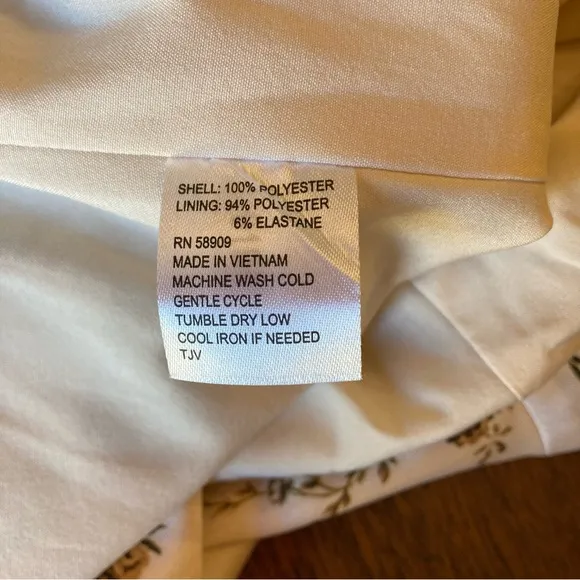 SHELL: 100% POLYESTER
LINING: 94% POLYESTER
6% ELASTANE
RN 58909
MADE IN VIETNAM
MACHINE WASH COLD
GENTLE CYCLE
TUMBLE DRY LOW
COOL IRON IF NEEDED
TJV